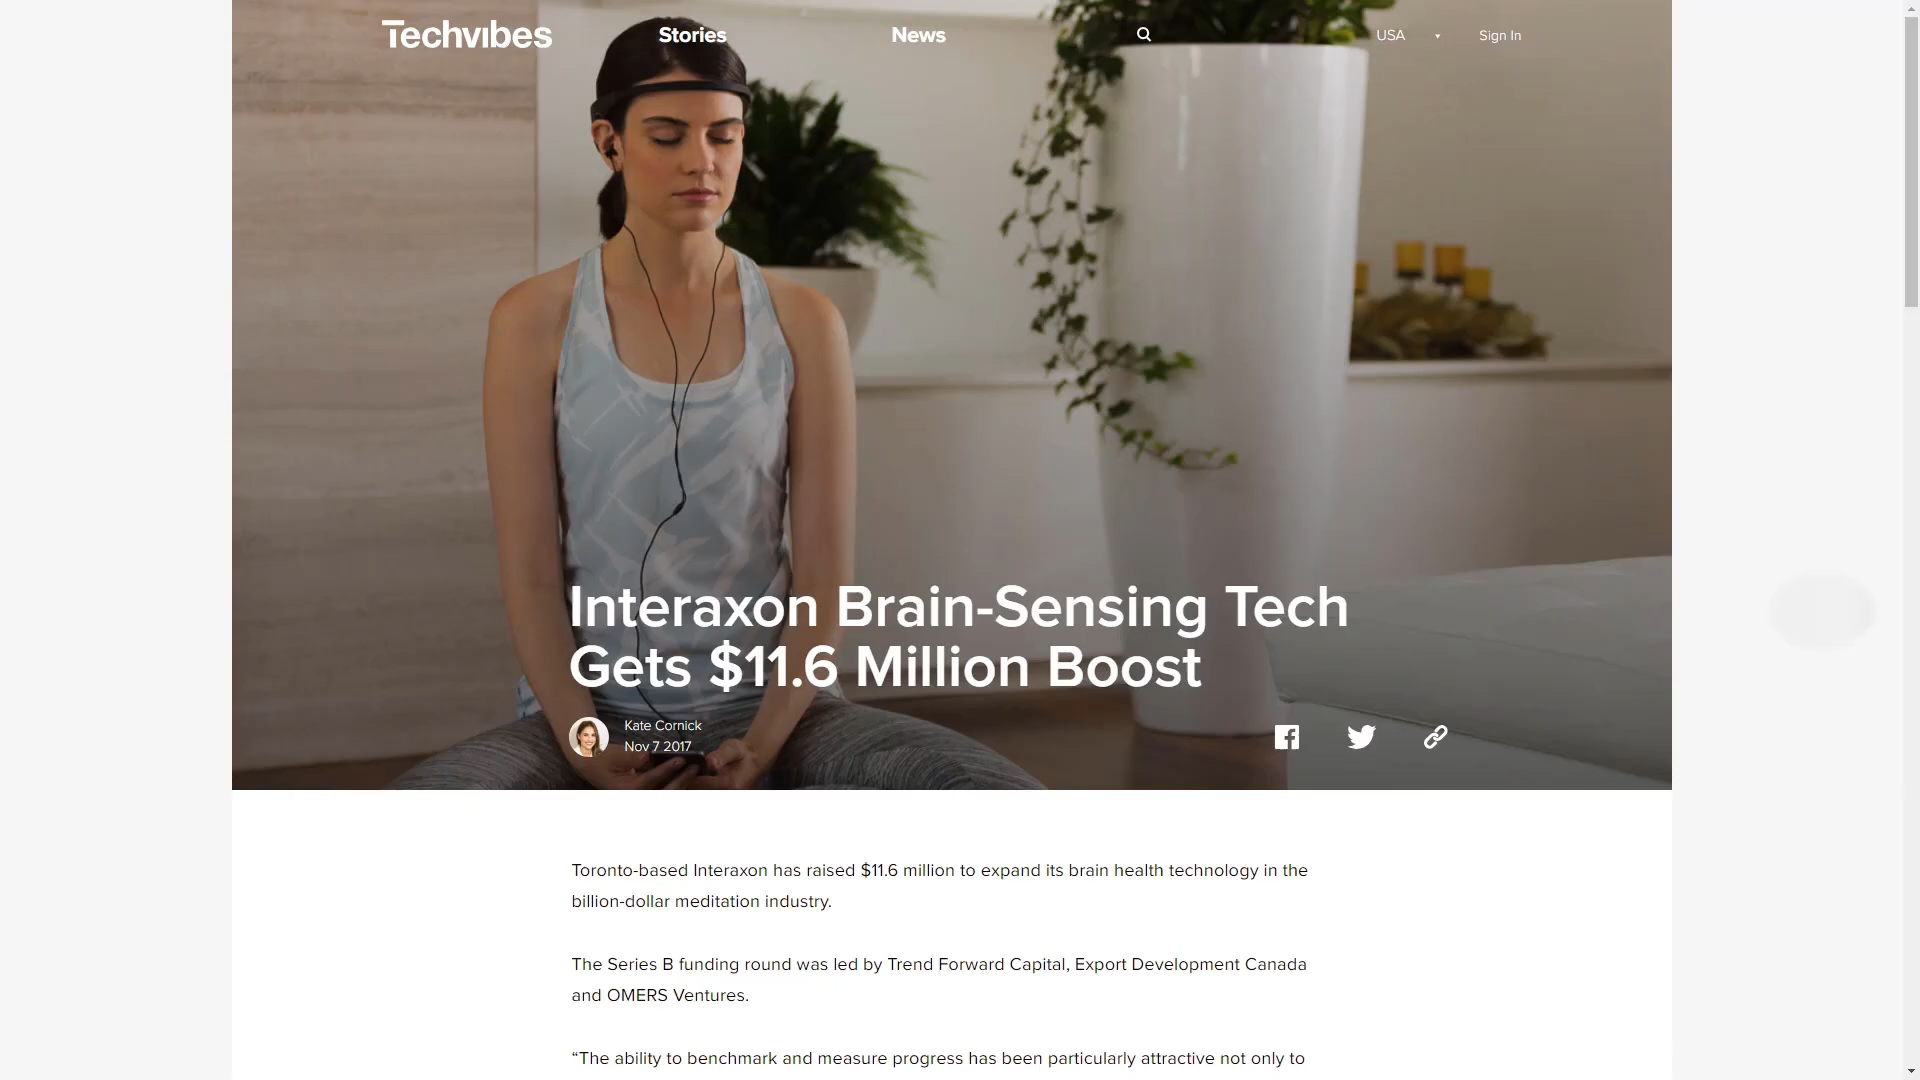 Techvibes
Stories
News
USA
Sign In
Interaxon Brain-Sensing Tech
Gets $11.6 Million Boost
Kate Cornick
Nov 7 2017
Toronto-based Interaxon has raised $11.6 million to expand its brain health technology in the
billion-dollar meditation industry.
The Series B funding round was led by Trend Forward Capital, Export Development Canada
and OMERS Ventures.
“The ability to benchmark and measure progress has been particularly attractive not only to